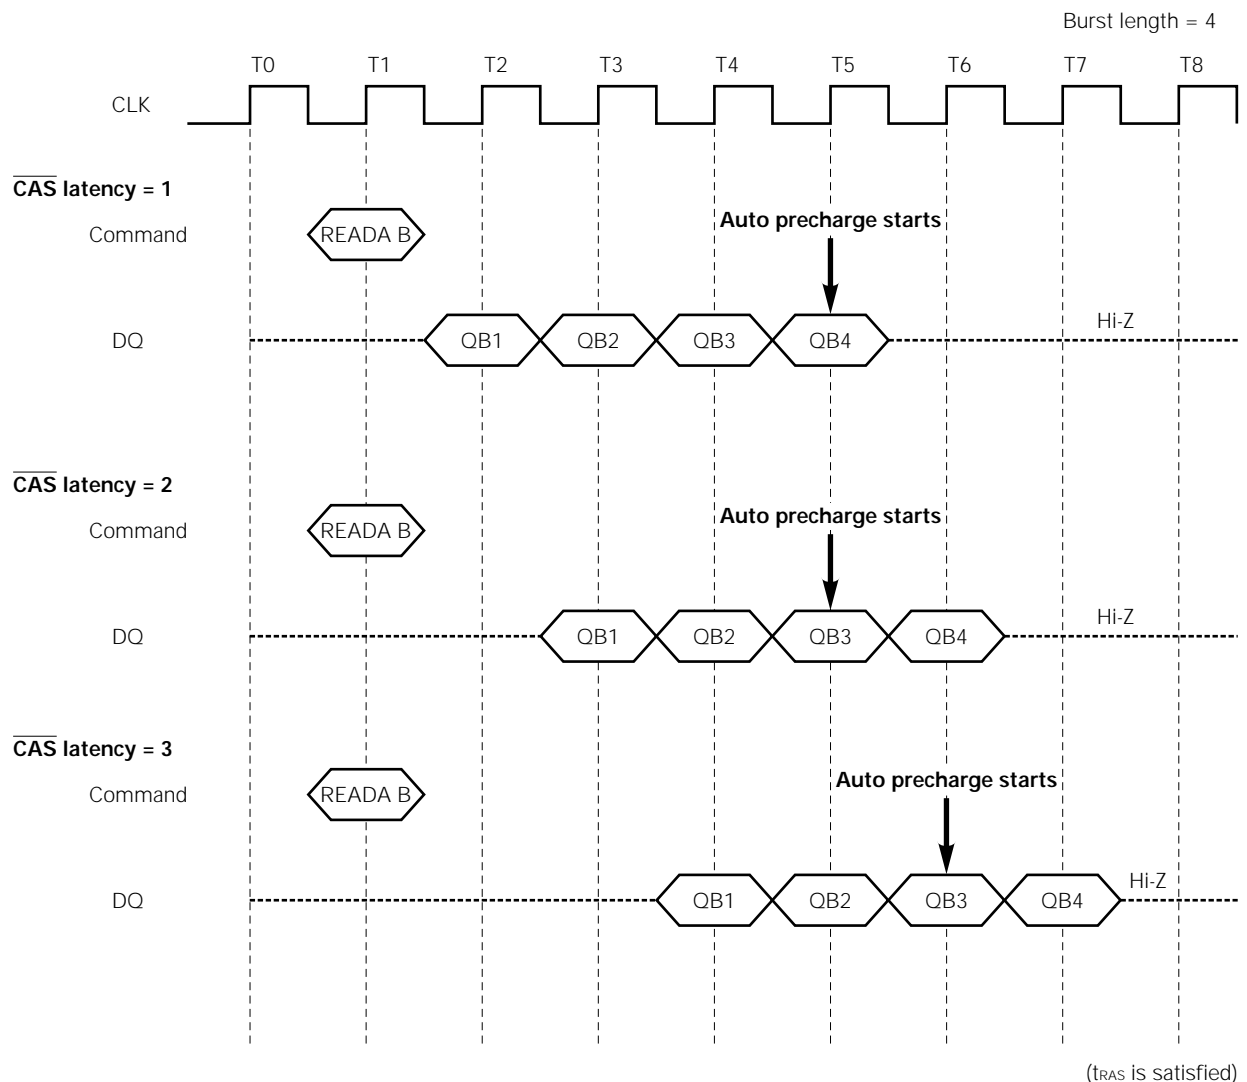 Burst length = 4
T0 T1 T2 T3 T4 T5 T6 T7 T8
CLK
CAS latency = 1
Auto precharge starts
Command READA B
Hi-Z
DQ QB1 QB2 QB3 QB4
CAS latency = 2
Auto precharge starts
Command READA B
Hi-Z
DQ QB1 QB2 QB3 QB4
CAS latency = 3
Auto precharge starts
Command READA B
Hi-Z
DQ QB1 QB2 QB3 QB4
(tRAS is satisfied)